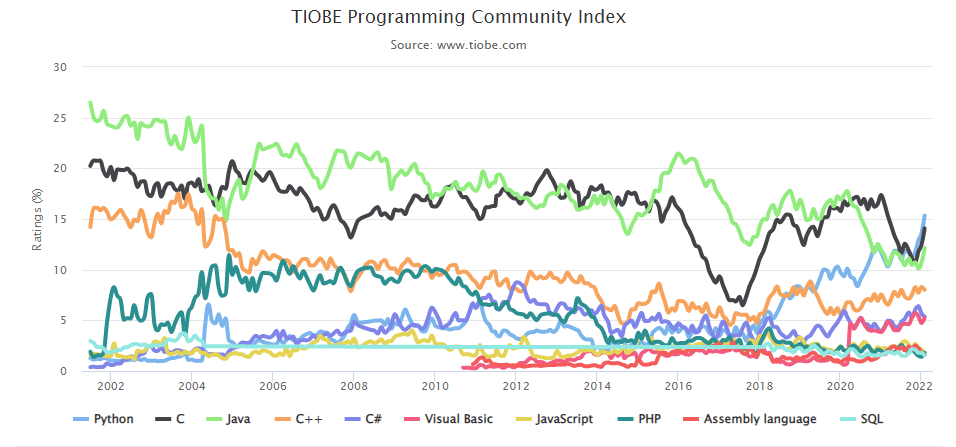 TIOBE Programming Community Index
Source: www.tiobe.com
30
25
20
15
10
5
0
Ratings (%)
2002 2004 2006 2008 2010 2012 2014 2016 2018 2020 2022
Python C Java C++ C# Visual Basic JavaScript PHP Assembly language SQL